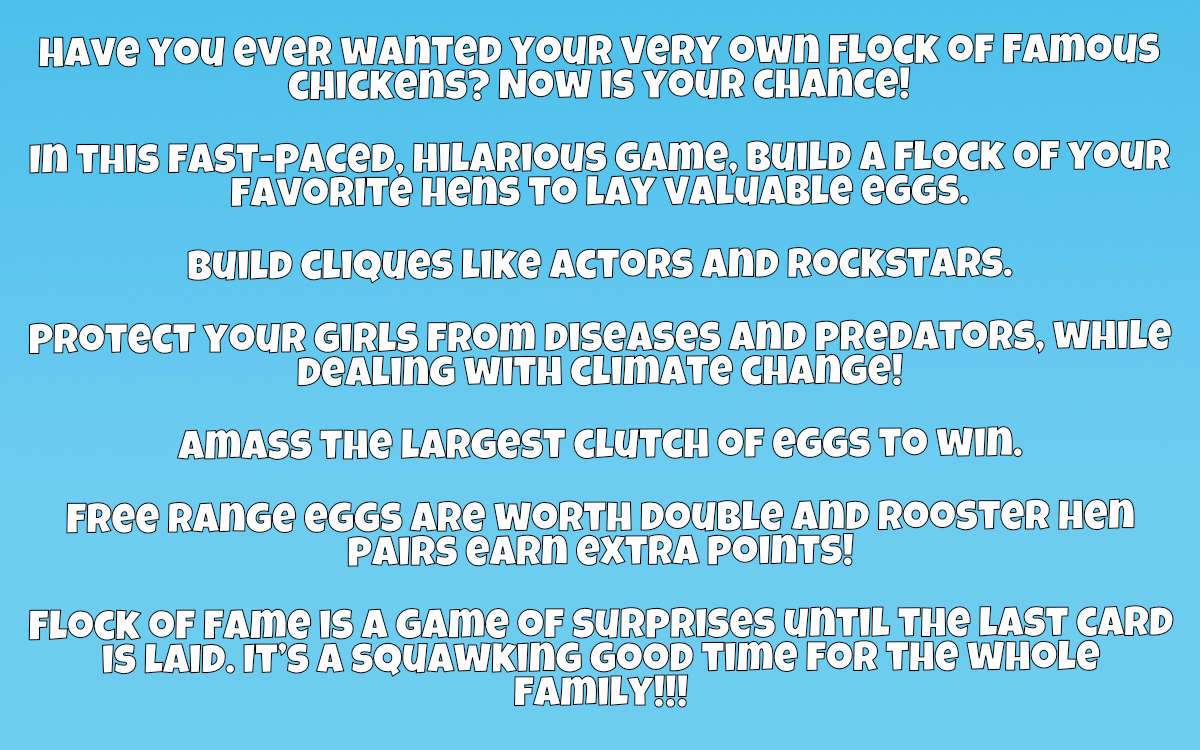 Have you ever wanted your very own flock of famous
chickens? Now is your chance!
In this fast-paced, hilarious game, build a flock of your
favorite hens to lay valuable eggs.
Build cliques like actors and rockstars.
Protect your girls from diseases and predators, while
dealing with climate change!
Amass the largest clutch of eggs to win.
Free range eggs are worth double and rooster hen
pairs earn extra points!
Flock of Fame is a game of surprises until the last card
is laid. It's a squawking good time for the whole
family!!!